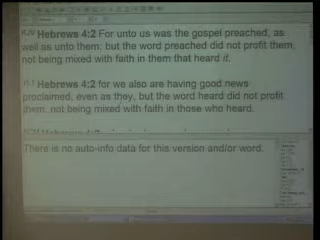 KJV Hebrews 4:2 For unto us was the gospel preached, as
well as unto them: but the word preached did not profit them,
not being mixed with faith in them that heard it.
Hebrews 4:2 for we also are having good news
proclaimed, even as they, but the word heard did not profit
them, not being mixed with faith in those who heard.
There is no auto-info data for this version and/or word.